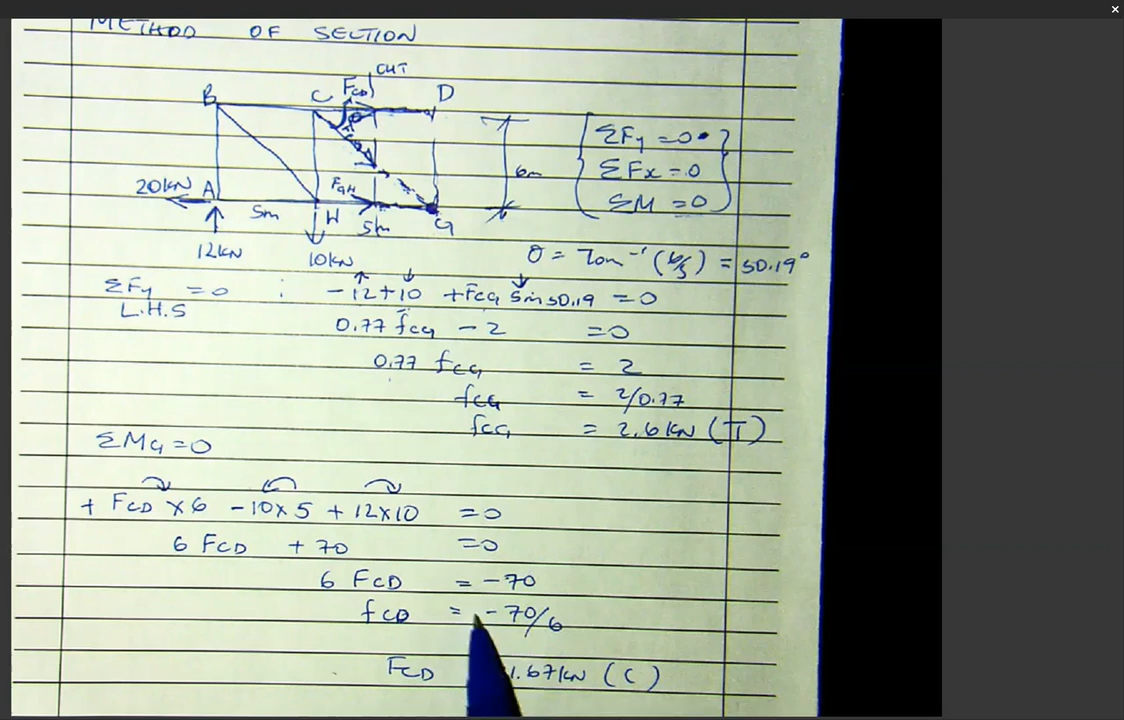 METHOD OF SECTION
CUT
B C FCD D
θ
6m
20KN A FGH
5m H 5m G
12KN 10KN
ΣFy = 0
ΣFx = 0
ΣM = 0
θ = Tan⁻¹ (6/5) = 50.19°
ΣFy = 0 : -12 + 10 + FCG Sin 50.19 = 0
L.H.S
0.77 fCG - 2 = 0
0.77 fCG = 2
fCG = 2/0.77
fCG = 2.6 KN (T)
ΣMG = 0
+ FCD × 6 - 10 × 5 + 12 × 10 = 0
6 FCD + 70 = 0
6 FCD = -70
fCD = -70/6
FCD 1.67KN (C)